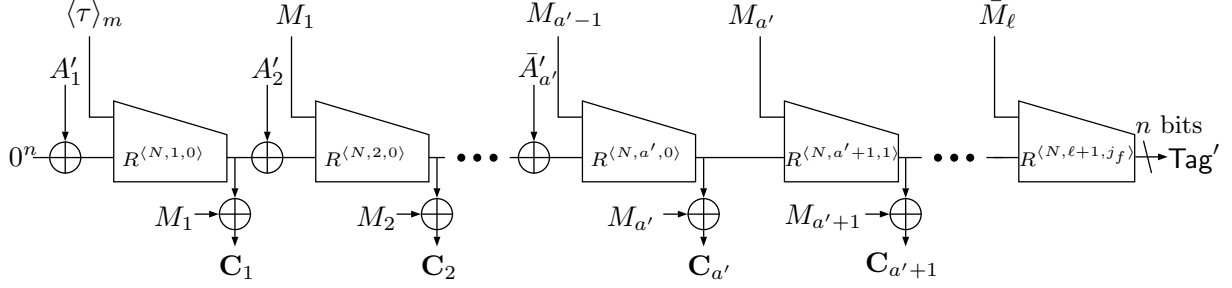 ⟨τ⟩_m M_1 M_{a'−1} M_{a'} M̄_ℓ
A'_1 A'_2 Ā'_{a'}
n bits
0^n R^{⟨N,1,0⟩} R^{⟨N,2,0⟩} ••• R^{⟨N,a',0⟩} R^{⟨N,a'+1,1⟩} ••• R^{⟨N,ℓ+1,j_f⟩} Tag'
M_1 M_2 M_{a'} M_{a'+1}
C_1 C_2 C_{a'} C_{a'+1}